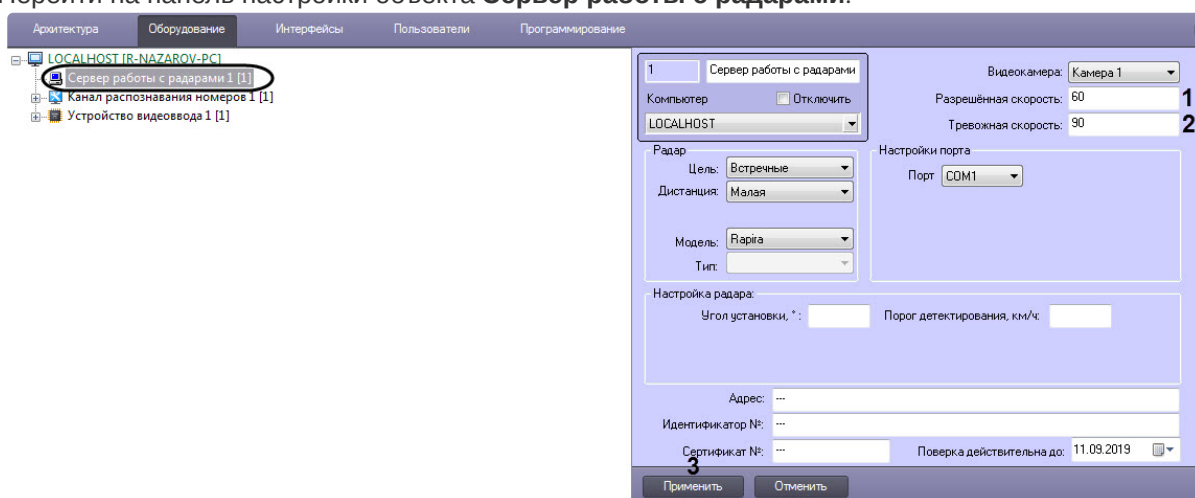 Перейти на панель настройки объекта Сервер работы с радарами.
Архитектура Оборудование Интерфейсы Пользователи Программирование
LOCALHOST [R-NAZAROV-PC]
Сервер работы с радарами 1 [1]
Канал распознавания номеров 1 [1]
Устройство видеоввода 1 [1]
1 Сервер работы с радарами
Компьютер Отключить
LOCALHOST
Видеокамера: Камера 1
Разрешённая скорость: 60 1
Тревожная скорость: 90 2
Радар
Цель: Встречные
Дистанция: Малая
Модель: Rapira
Тип:
Настройки порта
Порт COM1
Настройка радара:
Угол установки, ° : Порог детектирования, км/ч:
Адрес: ---
Идентификатор №: ---
Сертификат №: --- Поверка действительна до: 11.09.2019
3
Применить Отменить